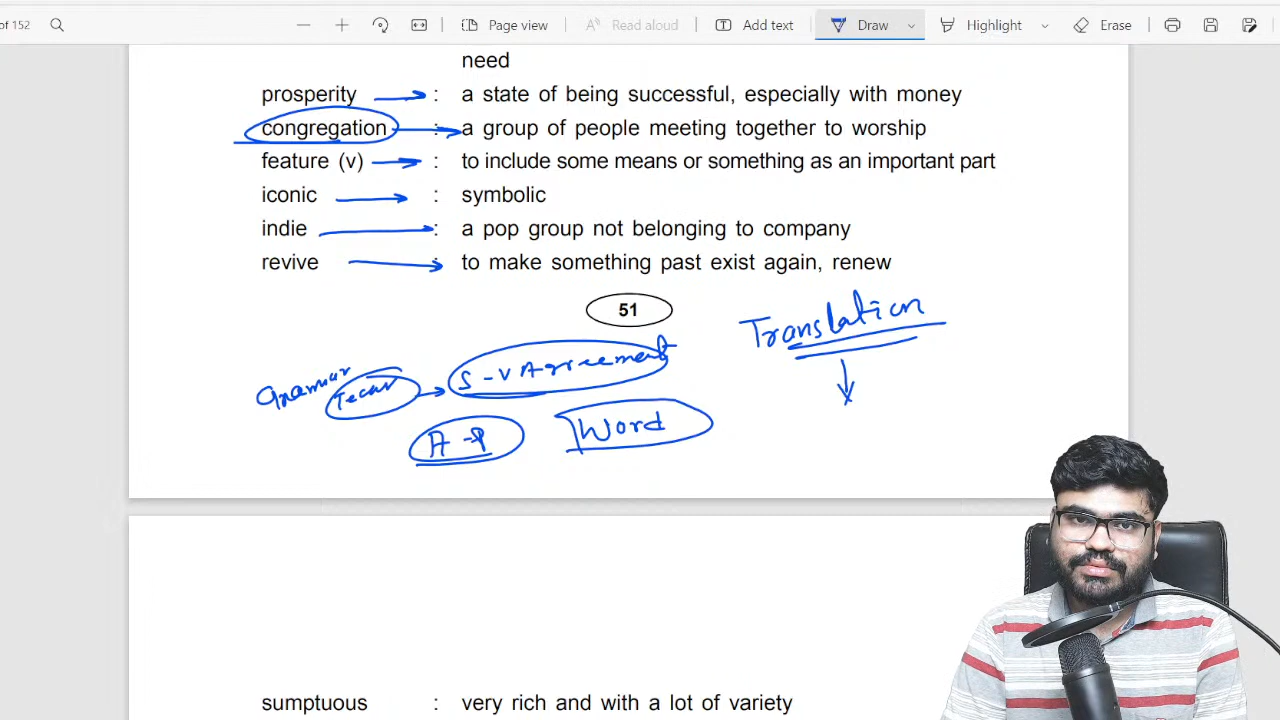 of 152 Page view Read aloud Add text Draw Highlight Erase
need
prosperity : a state of being successful, especially with money
congregation : a group of people meeting together to worship
feature (v) : to include some means or something as an important part
iconic : symbolic
indie : a pop group not belonging to company
revive : to make something past exist again, renew
51
Translation
Grammar S-V Agreement
Word
sumptuous : very rich and with a lot of variety